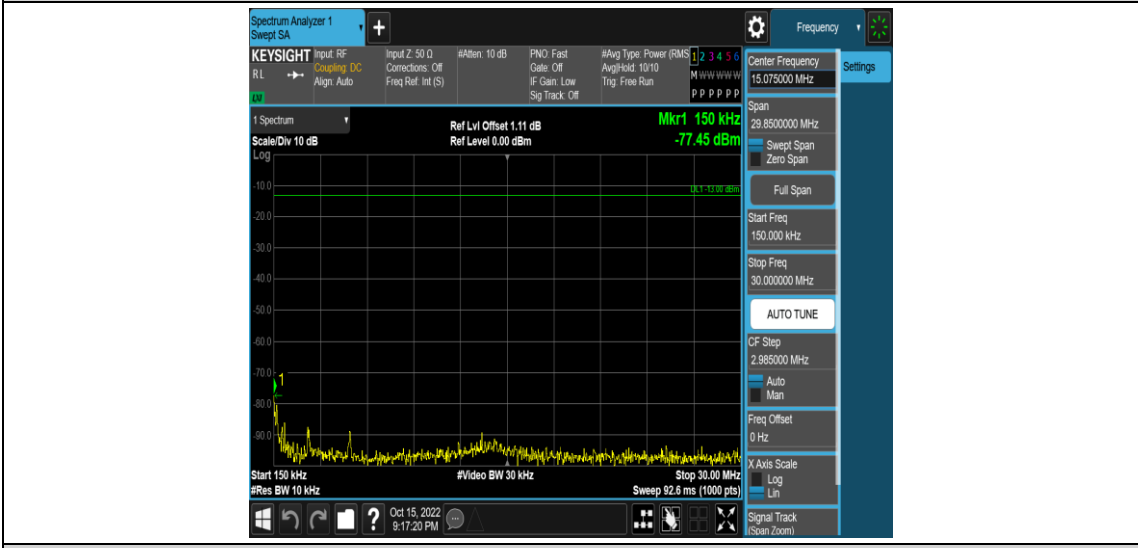 Spectrum Analyzer 1
Swept SA
+
Frequency
KEYSIGHT
RL
LM
Input: RF
Coupling: DC
Align: Auto
Input Z: 50 Ω
Corrections: Off
Freq Ref: Int (S)
#Atten: 10 dB
PNO: Fast
Gate: Off
IF Gain: Low
Sig Track: Off
#Avg Type: Power (RMS
Avg|Hold: 10/10
Trig: Free Run
1 2 3 4 5 6
M W W W W W
P P P P P P
1 Spectrum
Scale/Div 10 dB
Log
Ref Lvl Offset 1.11 dB
Ref Level 0.00 dBm
Mkr1 150 kHz
-77.45 dBm
DL1 -13.00 dBm
-10.0
-20.0
-30.0
-40.0
-50.0
-60.0
-70.0
1
-80.0
-90.0
Start 150 kHz
#Video BW 30 kHz
Stop 30.00 MHz
#Res BW 10 kHz
Sweep 92.6 ms (1000 pts)
?
Oct 15, 2022
9:17:20 PM
Center Frequency
15.075000 MHz
Settings
Span
29.8500000 MHz
Swept Span
Zero Span
Full Span
Start Freq
150.000 kHz
Stop Freq
30.000000 MHz
AUTO TUNE
CF Step
2.985000 MHz
Auto
Man
Freq Offset
0 Hz
X Axis Scale
Log
Lin
Signal Track
(Span Zoom)